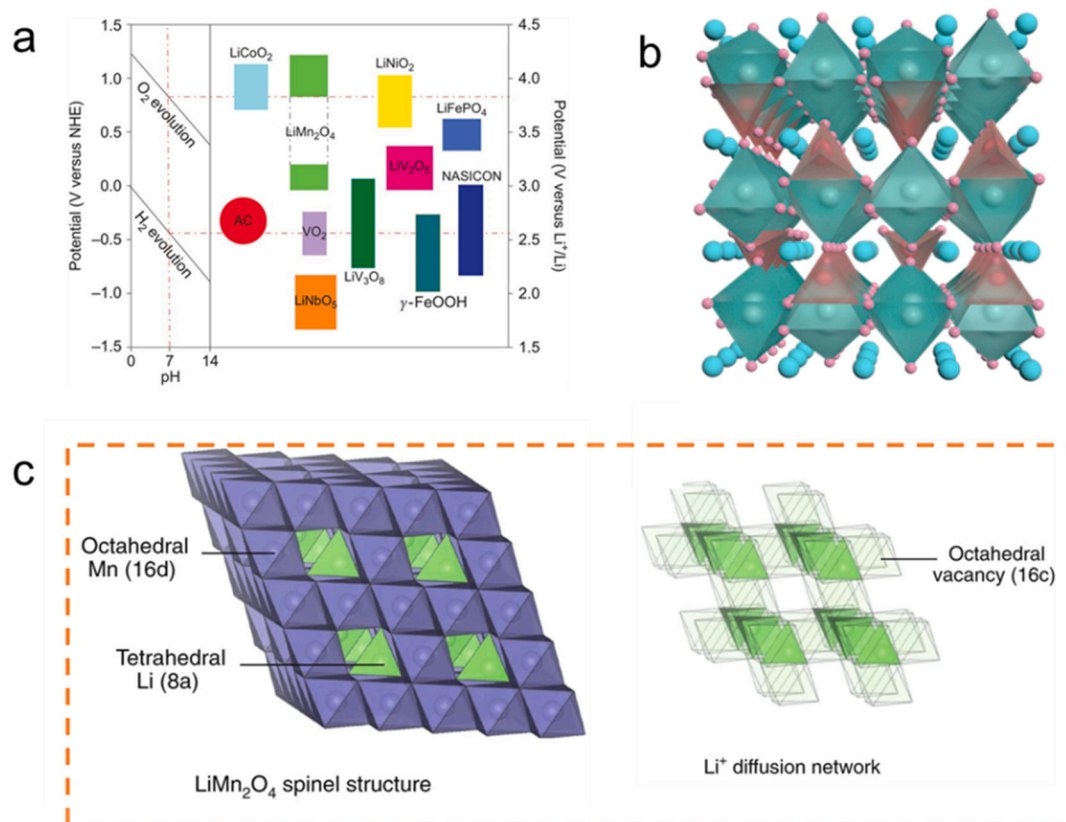 a
Potential (V versus NHE)
1.5
1.0
0.5
0.0
–0.5
–1.0
–1.5
0
7
14
pH
O₂ evolution
H₂ evolution
LiCoO₂
LiMn₂O₄
LiNiO₂
LiFePO₄
LiV₂O₅
NASICON
AC
VO₂
LiV₃O₈
LiNbO₅
γ-FeOOH
4.5
4.0
3.5
3.0
2.5
2.0
1.5
Potential (V versus Li⁺/Li)
b
c
Octahedral
Mn (16d)
Tetrahedral
Li (8a)
LiMn₂O₄ spinel structure
Octahedral
vacancy (16c)
Li⁺ diffusion network